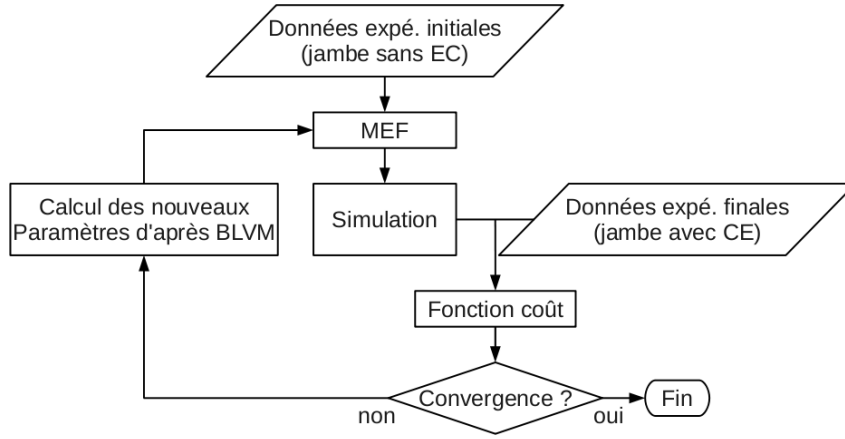 Données expé. initiales
(jambe sans EC)
MEF
Calcul des nouveaux
Paramètres d'après BLVM
Simulation
Données expé. finales
(jambe avec CE)
Fonction coût
Convergence ?
non
oui
Fin